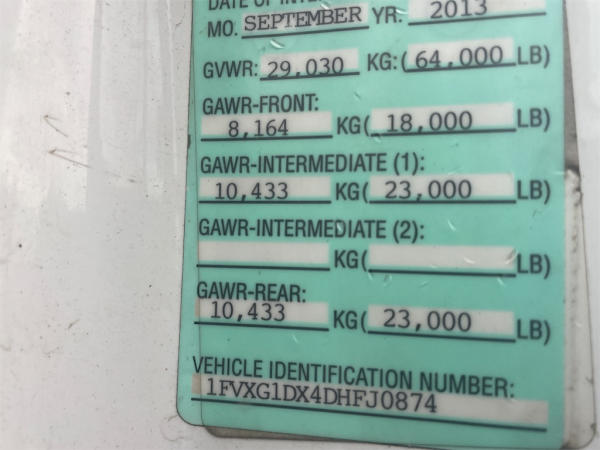 DATE OF
MO. SEPTEMBER YR. 2013
GVWR: 29,030 KG: (64,000 LB)
GAWR-FRONT:
8,164 KG( 18,000 LB)
GAWR-INTERMEDIATE (1):
10,433 KG( 23,000 LB)
GAWR-INTERMEDIATE (2):
KG( LB)
GAWR-REAR:
10,433 KG( 23,000 LB)
VEHICLE IDENTIFICATION NUMBER:
1FVXG1DX4DHFJ0874